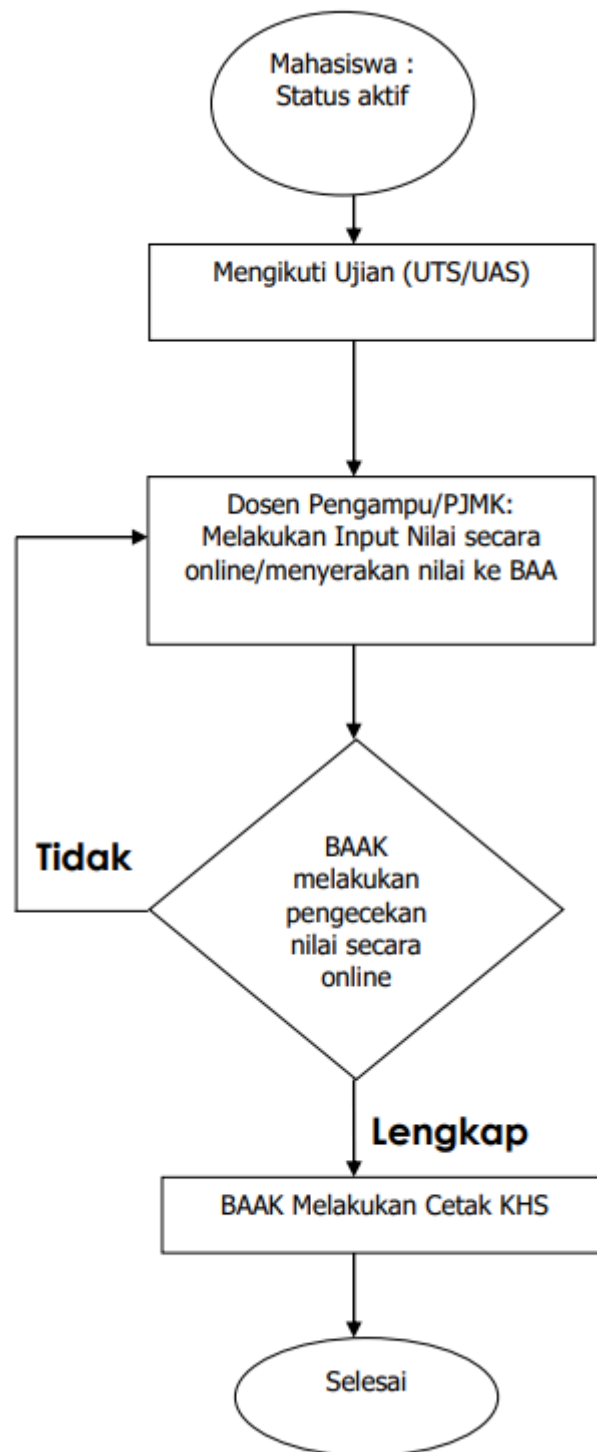 Mahasiswa :
Status aktif
Mengikuti Ujian (UTS/UAS)
Dosen Pengampu/PJMK:
Melakukan Input Nilai secara
online/menyerakan nilai ke BAA
BAAK
melakukan
pengecekan
nilai secara
online
Tidak
Lengkap
BAAK Melakukan Cetak KHS
Selesai